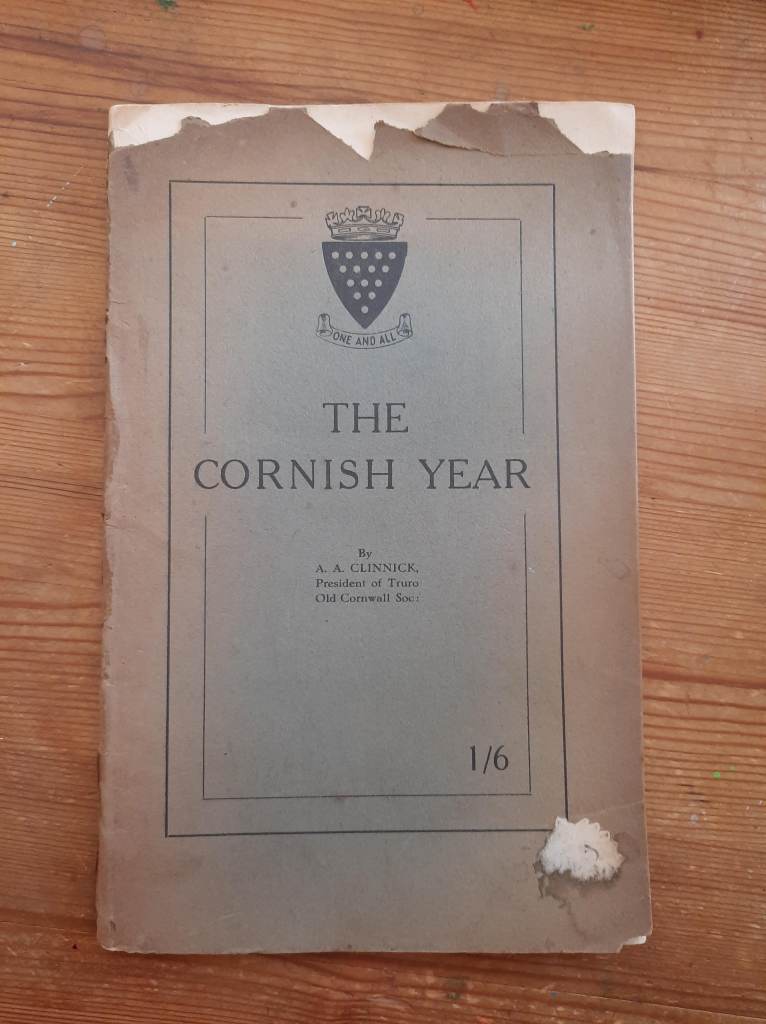 ONE AND ALL
THE
CORNISH YEAR
By
A. A. CLINNICK,
President of Truro
Old Cornwall Soc:
1/6